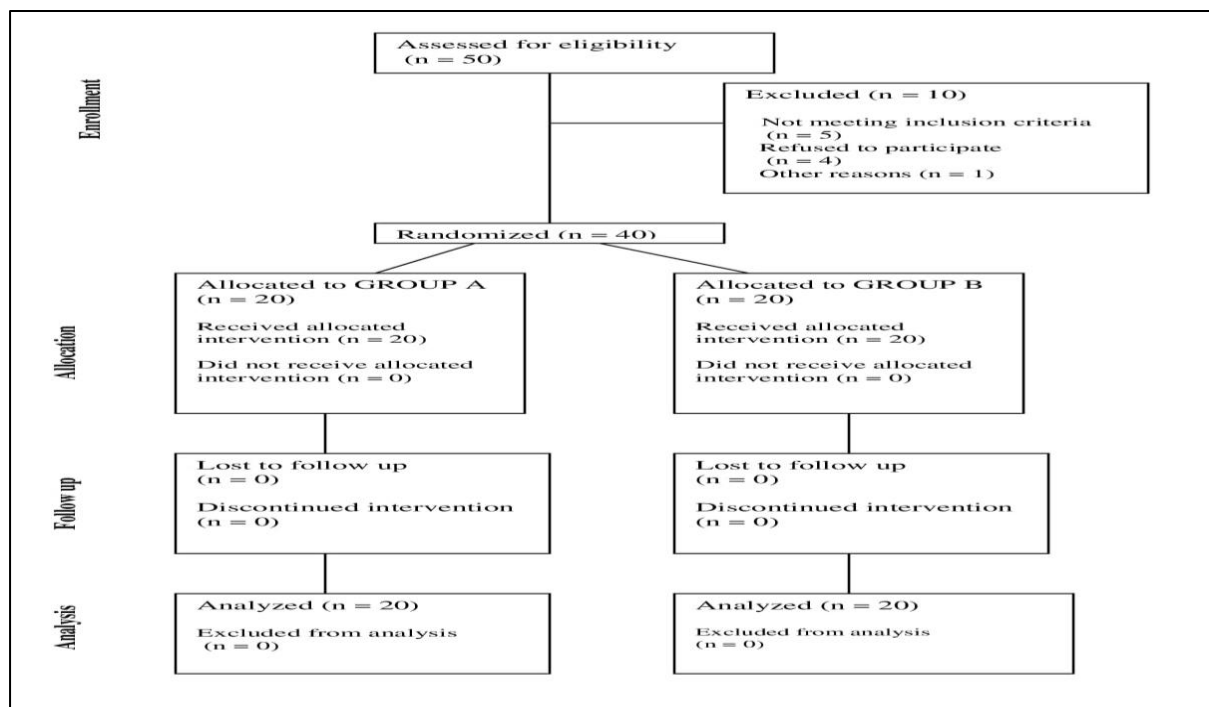 Enrollment
Assessed for eligibility
(n = 50)
Excluded (n = 10)
Not meeting inclusion criteria
(n = 5)
Refused to participate
(n = 4)
Other reasons (n = 1)
Randomized (n = 40)
Allocation
Allocated to GROUP A
(n = 20)
Received allocated
intervention (n = 20)
Did not receive allocated
intervention (n = 0)
Allocated to GROUP B
(n = 20)
Received allocated
intervention (n = 20)
Did not receive allocated
intervention (n = 0)
Follow up
Lost to follow up
(n = 0)
Discontinued intervention
(n = 0)
Lost to follow up
(n = 0)
Discontinued intervention
(n = 0)
Analysis
Analyzed (n = 20)
Excluded from analysis
(n = 0)
Analyzed (n = 20)
Excluded from analysis
(n = 0)